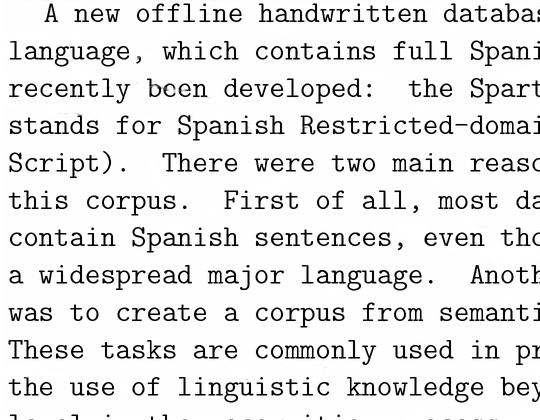 A new offline handwritten databas
language, which contains full Spani
recently been developed: the Spart
stands for Spanish Restricted-domai
Script). There were two main reaso
this corpus. First of all, most da
contain Spanish sentences, even tho
a widespread major language. Anoth
was to create a corpus from semanti
These tasks are commonly used in pr
the use of linguistic knowledge bey